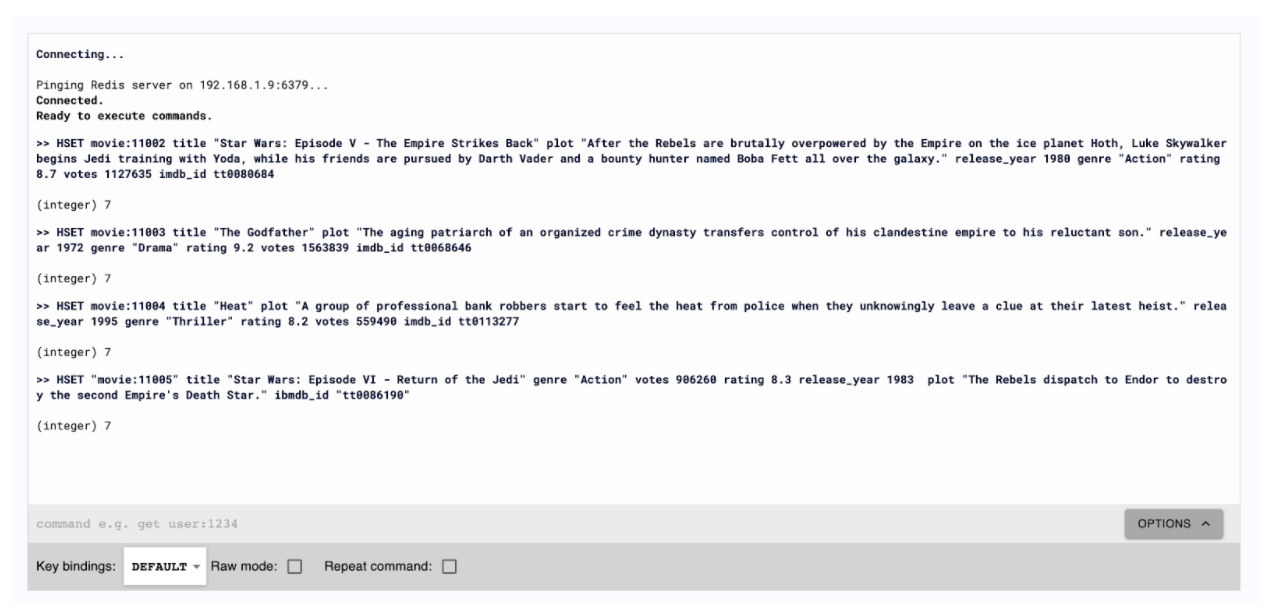 Connecting...
Pinging Redis server on 192.168.1.9:6379...
Connected.
Ready to execute commands.
>> HSET movie:11002 title "Star Wars: Episode V - The Empire Strikes Back" plot "After the Rebels are brutally overpowered by the Empire on the ice planet Hoth, Luke Skywalker
begins Jedi training with Yoda, while his friends are pursued by Darth Vader and a bounty hunter named Boba Fett all over the galaxy." release_year 1980 genre "Action" rating
8.7 votes 1127635 imdb_id tt0080684
(integer) 7
>> HSET movie:11003 title "The Godfather" plot "The aging patriarch of an organized crime dynasty transfers control of his clandestine empire to his reluctant son." release_ye
ar 1972 genre "Drama" rating 9.2 votes 1563839 imdb_id tt0068646
(integer) 7
>> HSET movie:11004 title "Heat" plot "A group of professional bank robbers start to feel the heat from police when they unknowingly leave a clue at their latest heist." relea
se_year 1995 genre "Thriller" rating 8.2 votes 559490 imdb_id tt0113277
(integer) 7
>> HSET "movie:11005" title "Star Wars: Episode VI - Return of the Jedi" genre "Action" votes 906260 rating 8.3 release_year 1983  plot "The Rebels dispatch to Endor to destro
y the second Empire's Death Star." ibmdb_id "tt0086190"
(integer) 7
command e.g. get user:1234 OPTIONS
Key bindings: DEFAULT Raw mode: Repeat command: